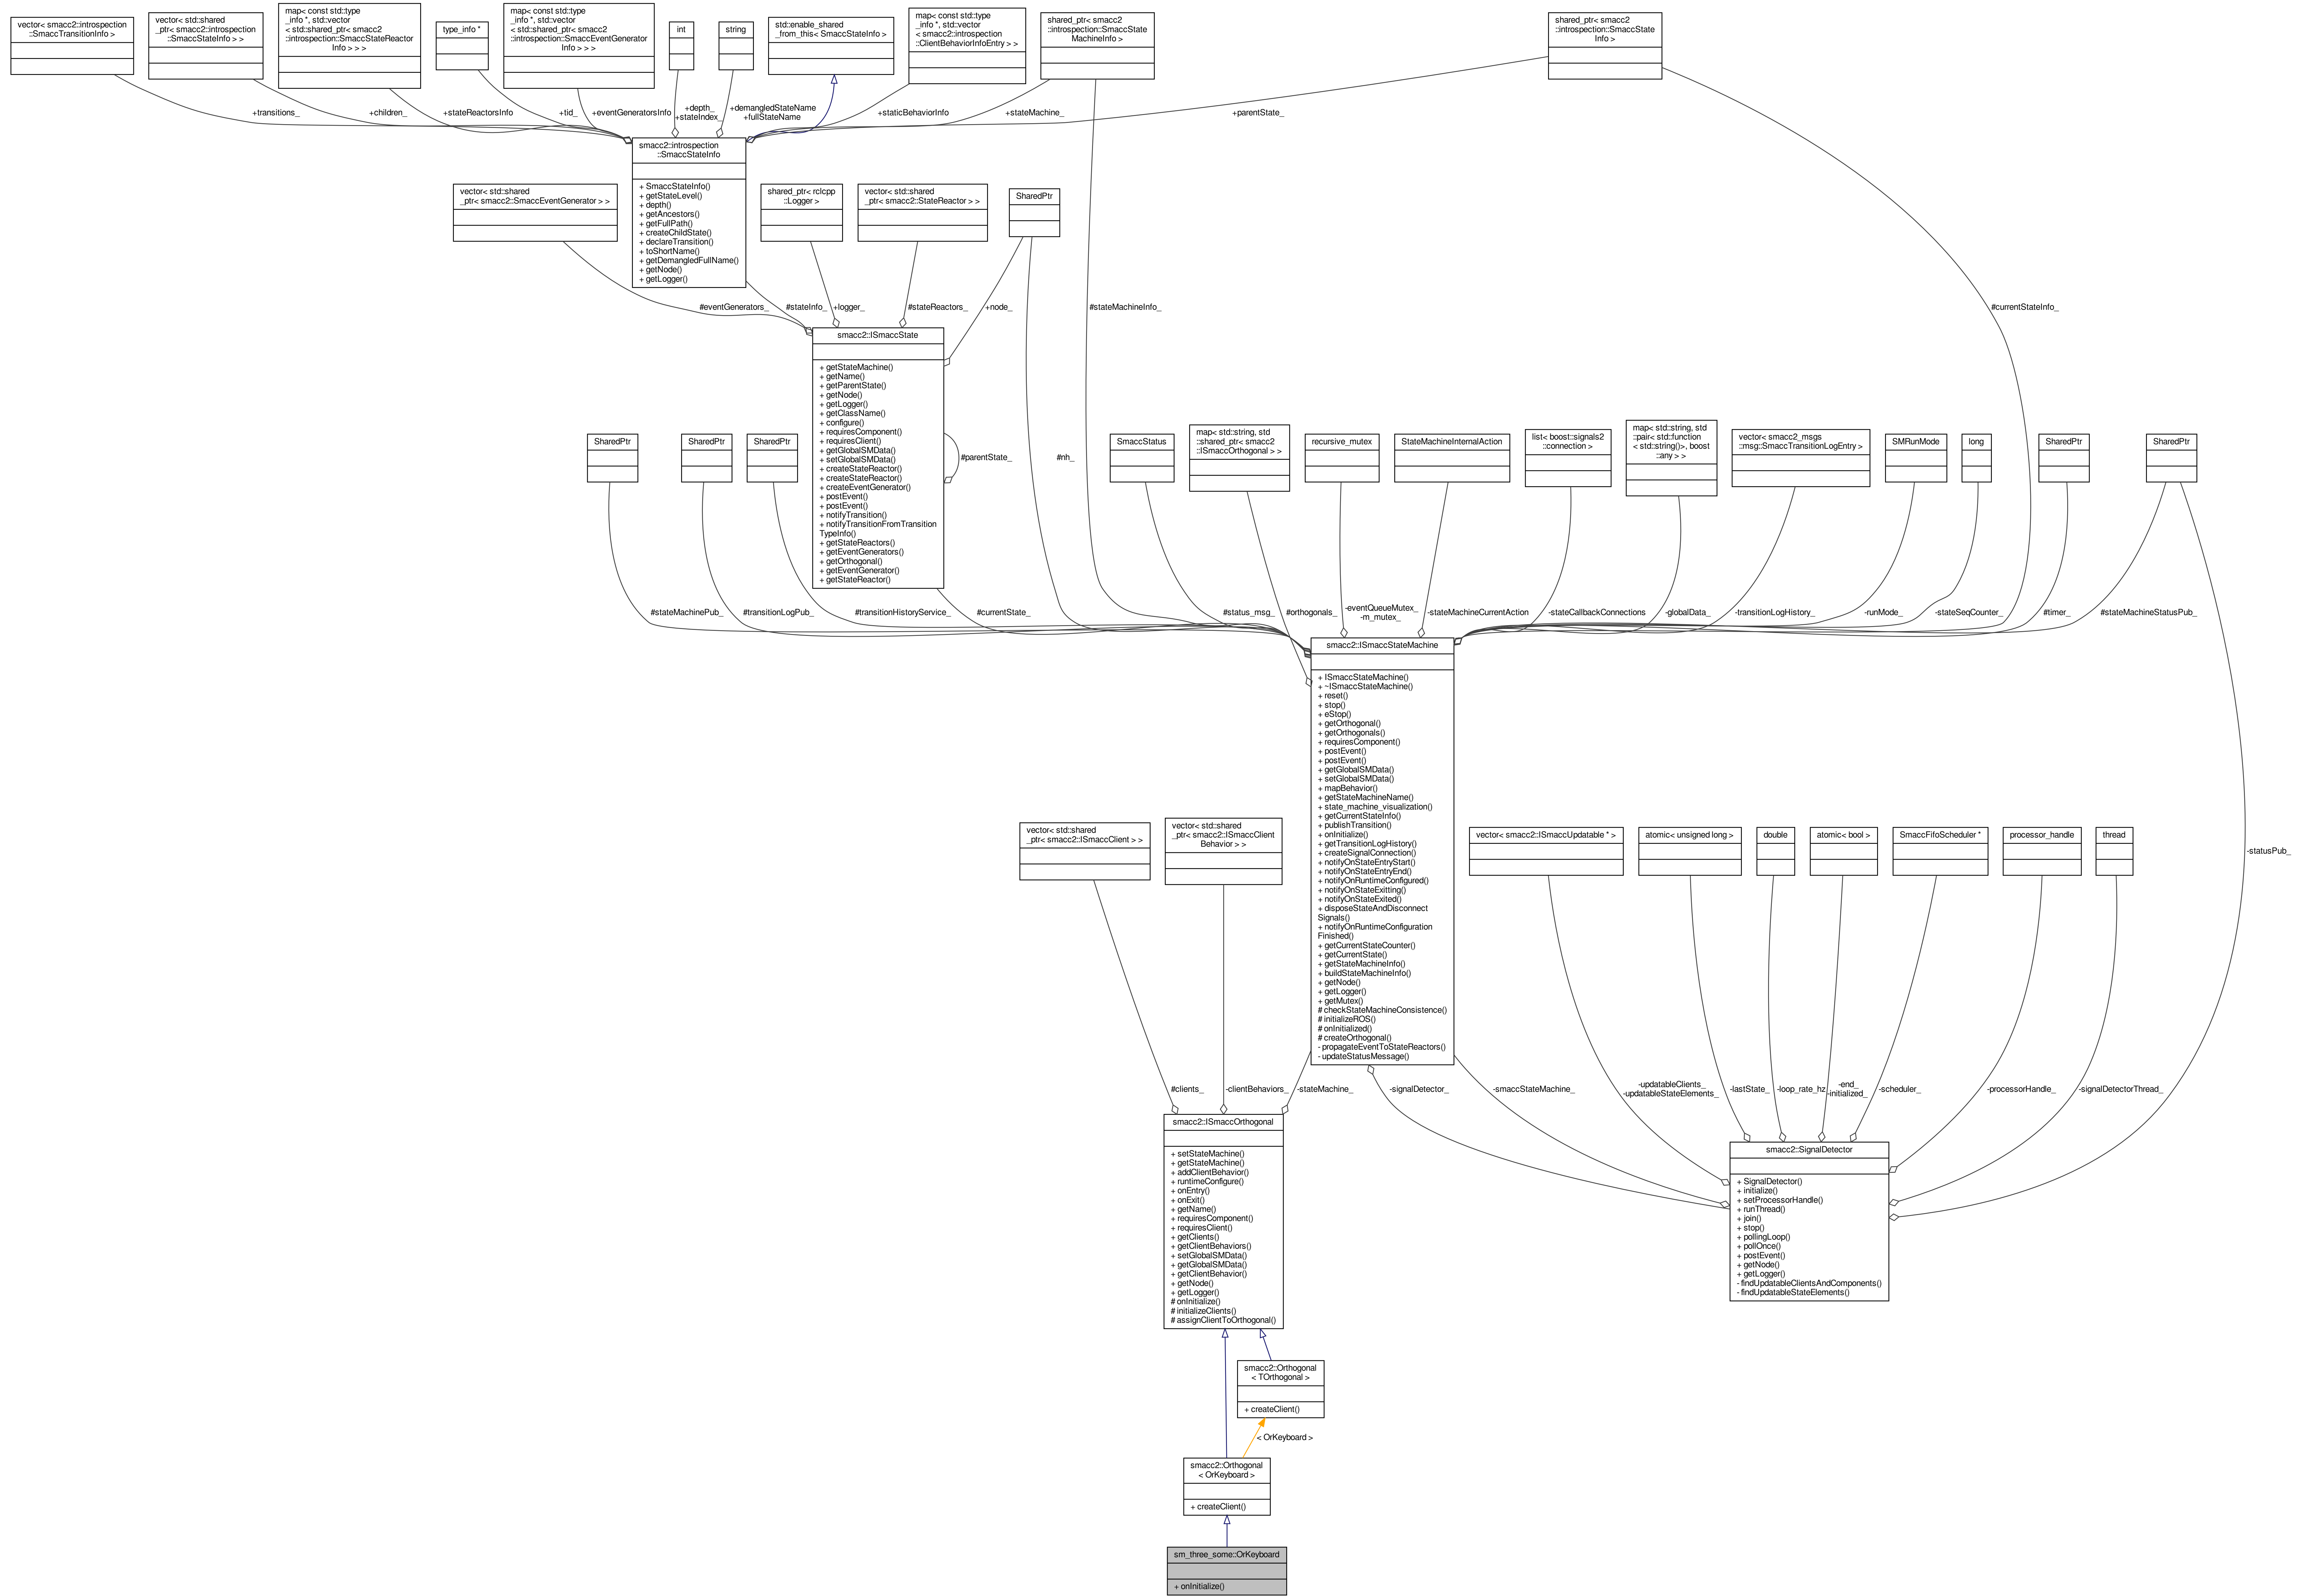 vector< smacc2::introspection
::SmaccTransitionInfo >
vector< std::shared
_ptr< smacc2::introspection
::SmaccStateInfo > >
map< const std::type
_info *, std::vector
< std::shared_ptr< smacc2
::introspection::SmaccStateReactor
Info > > >
type_info *
map< const std::type
_info *, std::vector
< std::shared_ptr< smacc2
::introspection::SmaccEventGenerator
Info > > >
int
string
std::enable_shared
_from_this< SmaccStateInfo >
map< const std::type
_info *, std::vector
< smacc2::introspection
::ClientBehaviorInfoEntry > >
shared_ptr< smacc2
::introspection::SmaccState
MachineInfo >
shared_ptr< smacc2
::introspection::SmaccState
Info >
+transitions_
+children_
+stateReactorsInfo
+tid_
+eventGeneratorsInfo
+depth_
+stateIndex_
+demangledStateName
+fullStateName
+staticBehaviorInfo
+stateMachine_
+parentState_
smacc2::introspection
::SmaccStateInfo
+ SmaccStateInfo()
+ getStateLevel()
+ depth()
+ getAncestors()
+ getFullPath()
+ createChildState()
+ declareTransition()
+ toShortName()
+ getDemangledFullName()
+ getNode()
+ getLogger()
vector< std::shared
_ptr< smacc2::SmaccEventGenerator > >
shared_ptr< rclcpp
::Logger >
vector< std::shared
_ptr< smacc2::StateReactor > >
SharedPtr
#eventGenerators_
#stateInfo_
+logger_
#stateReactors_
+node_
#stateMachineInfo_
#currentStateInfo_
smacc2::ISmaccState
+ getStateMachine()
+ getName()
+ getParentState()
+ getNode()
+ getLogger()
+ getClassName()
+ configure()
+ requiresComponent()
+ requiresClient()
+ getGlobalSMData()
+ setGlobalSMData()
+ createStateReactor()
+ createStateReactor()
+ createEventGenerator()
+ postEvent()
+ postEvent()
+ notifyTransition()
+ notifyTransitionFromTransition
TypeInfo()
+ getStateReactors()
+ getEventGenerators()
+ getOrthogonal()
+ getEventGenerator()
+ getStateReactor()
#parentState_
#nh_
SharedPtr
SharedPtr
SharedPtr
SmaccStatus
map< std::string, std
::shared_ptr< smacc2
::ISmaccOrthogonal > >
recursive_mutex
StateMachineInternalAction
list< boost::signals2
::connection >
map< std::string, std
::pair< std::function
< std::string()>, boost
::any > >
vector< smacc2_msgs
::msg::SmaccTransitionLogEntry >
SMRunMode
long
SharedPtr
SharedPtr
#stateMachinePub_
#transitionLogPub_
#transitionHistoryService_
#currentState_
#status_msg_
#orthogonals_
-eventQueueMutex_
-m_mutex_
-stateMachineCurrentAction
-stateCallbackConnections
-globalData_
-transitionLogHistory_
-runMode_
-stateSeqCounter_
#timer_
#stateMachineStatusPub_
smacc2::ISmaccStateMachine
+ ISmaccStateMachine()
+ ~ISmaccStateMachine()
+ reset()
+ stop()
+ eStop()
+ getOrthogonal()
+ getOrthogonals()
+ requiresComponent()
+ postEvent()
+ postEvent()
+ getGlobalSMData()
+ setGlobalSMData()
+ mapBehavior()
+ getStateMachineName()
+ state_machine_visualization()
+ getCurrentStateInfo()
+ publishTransition()
+ onInitialize()
+ getTransitionLogHistory()
+ createSignalConnection()
+ notifyOnStateEntryStart()
+ notifyOnStateEntryEnd()
+ notifyOnRuntimeConfigured()
+ notifyOnStateExitting()
+ notifyOnStateExited()
+ disposeStateAndDisconnect
Signals()
+ notifyOnRuntimeConfiguration
Finished()
+ getCurrentStateCounter()
+ getCurrentState()
+ getStateMachineInfo()
+ buildStateMachineInfo()
+ getNode()
+ getLogger()
+ getMutex()
# checkStateMachineConsistence()
# initializeROS()
# onInitialized()
# createOrthogonal()
- propagateEventToStateReactors()
- updateStatusMessage()
vector< std::shared
_ptr< smacc2::ISmaccClient > >
vector< std::shared
_ptr< smacc2::ISmaccClient
Behavior > >
vector< smacc2::ISmaccUpdatable * >
atomic< unsigned long >
double
atomic< bool >
SmaccFifoScheduler *
processor_handle
thread
-statusPub_
#clients_
-clientBehaviors_
-stateMachine_
-signalDetector_
-smaccStateMachine_
-updatableClients_
-updatableStateElements_
-lastState_
-loop_rate_hz
-end_
-initialized_
-scheduler_
-processorHandle_
-signalDetectorThread_
smacc2::ISmaccOrthogonal
+ setStateMachine()
+ getStateMachine()
+ addClientBehavior()
+ runtimeConfigure()
+ onEntry()
+ onExit()
+ getName()
+ requiresComponent()
+ requiresClient()
+ getClients()
+ getClientBehaviors()
+ setGlobalSMData()
+ getGlobalSMData()
+ getClientBehavior()
+ getNode()
+ getLogger()
# onInitialize()
# initializeClients()
# assignClientToOrthogonal()
smacc2::SignalDetector
+ SignalDetector()
+ initialize()
+ setProcessorHandle()
+ runThread()
+ join()
+ stop()
+ pollingLoop()
+ pollOnce()
+ postEvent()
+ getNode()
+ getLogger()
- findUpdatableClientsAndComponents()
- findUpdatableStateElements()
smacc2::Orthogonal
< TOrthogonal >
+ createClient()
< OrKeyboard >
smacc2::Orthogonal
< OrKeyboard >
+ createClient()
sm_three_some::OrKeyboard
+ onInitialize()